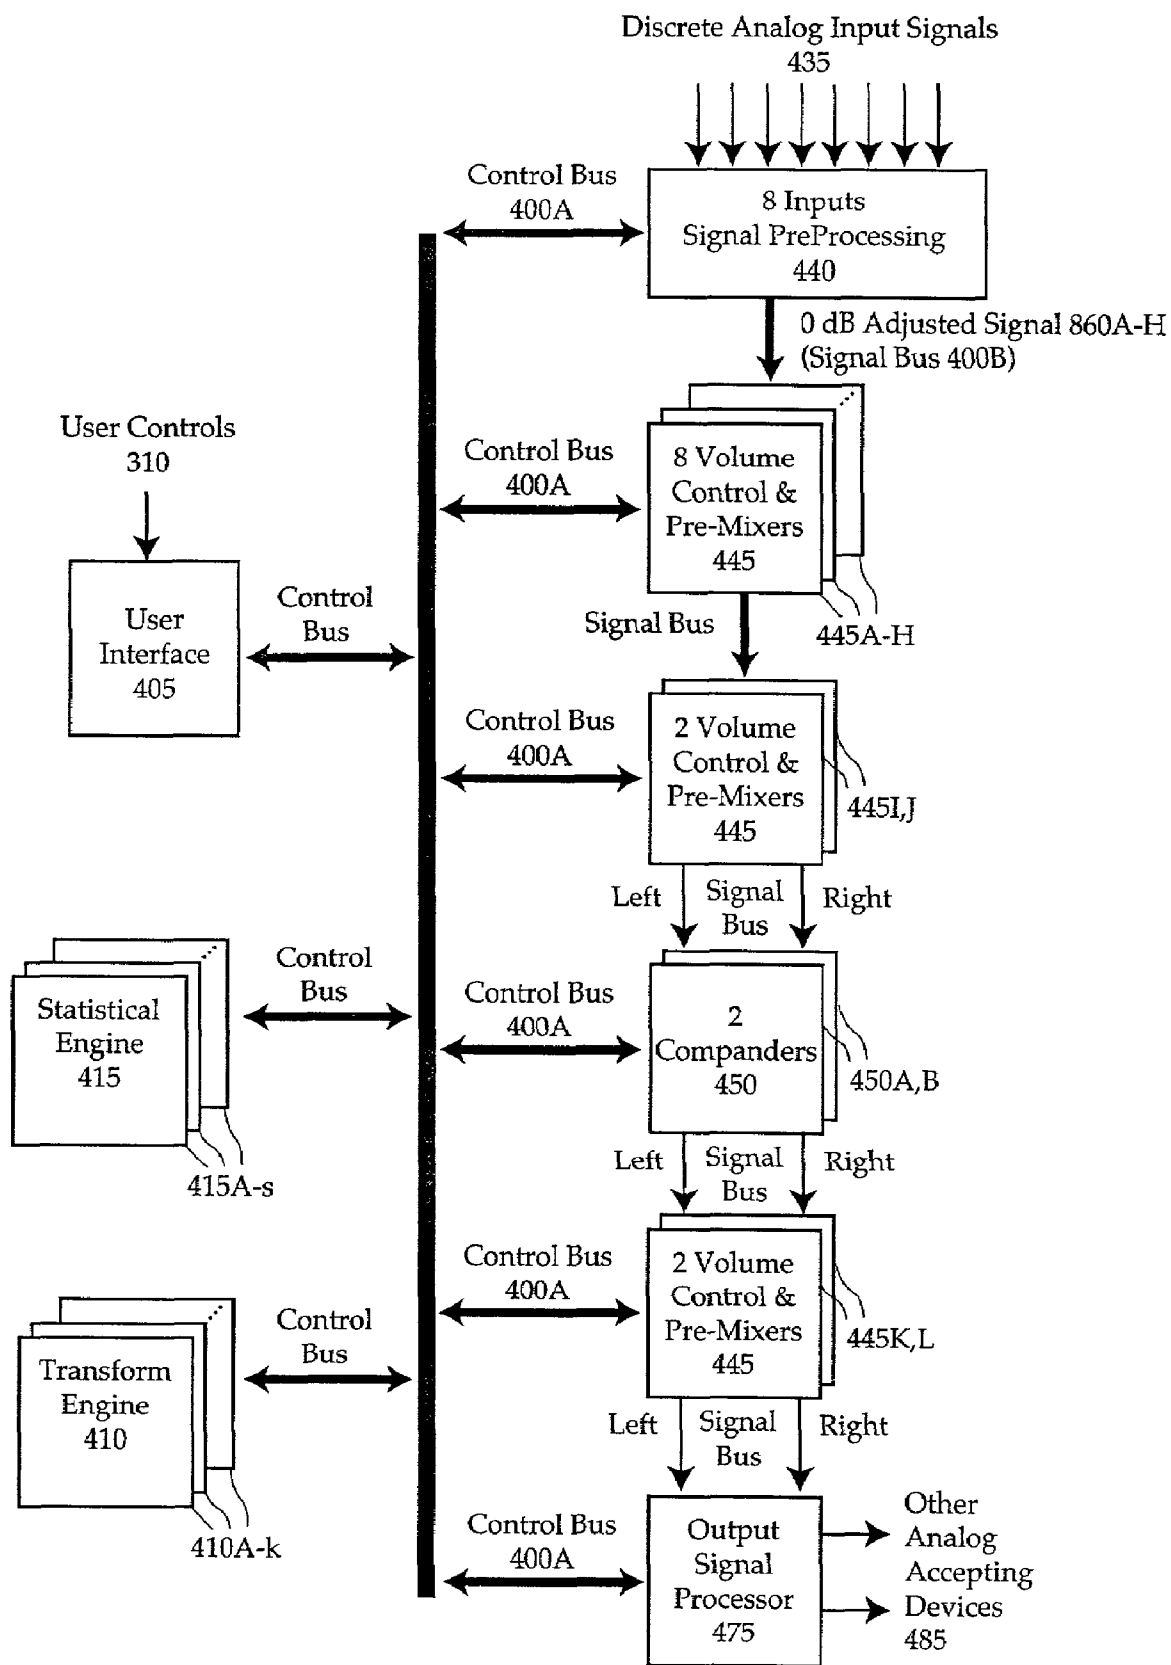 Discrete Analog Input Signals
435
Control Bus
400A
8 Inputs
Signal PreProcessing
440
0 dB Adjusted Signal 860A-H
(Signal Bus 400B)
User Controls
310
Control Bus
400A
8 Volume
Control &
Pre-Mixers
445
445A-H
User
Interface
405
Control
Bus
Signal Bus
Control Bus
400A
2 Volume
Control &
Pre-Mixers
445
445I,J
Left
Signal
Bus
Right
Statistical
Engine
415
415A-s
Control
Bus
Control Bus
400A
2
Companders
450
450A,B
Left
Signal
Bus
Right
Control Bus
400A
2 Volume
Control &
Pre-Mixers
445
445K,L
Transform
Engine
410
410A-k
Control
Bus
Left
Signal
Bus
Right
Control Bus
400A
Output
Signal
Processor
475
Other
Analog
Accepting
Devices
485